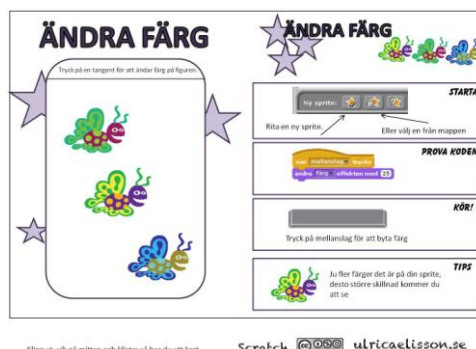 ÄNDRA FÄRG
Tryck på en tangent för att ändar färg på figuren.
ÄNDRA FÄRG
STARTA
Ny sprite:
Rita en ny sprite.
Eller välj en från mappen
PROVA KODEN
när mellanslag trycks
ändra färg effekten med 25
KÖR!
Tryck på mellanslag för att byta färg
TIPS
Ju fler färger det är på din sprite,
desto större skillnad kommer du
att se
Scratch
ulricaelisson.se